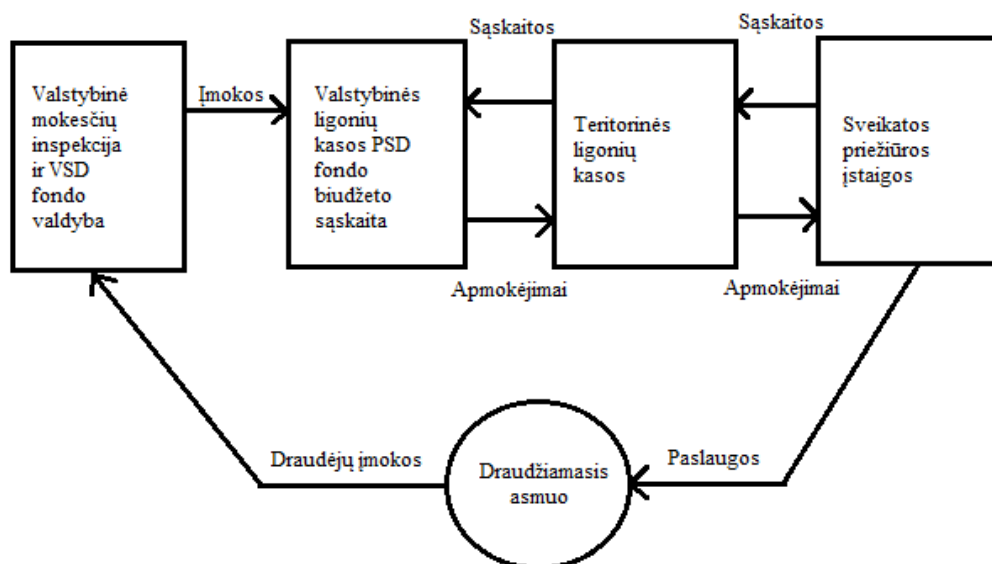 Sąskaitos
Sąskaitos
Valstybinė
mokesčių
inspekcija
ir VSD
fondo
valdyba
Įmokos
Valstybinės
ligonių
kasos PSD
fondo
biudžeto
sąskaita
Teritorinės
ligonių
kasos
Sveikatos
priežiūros
įstaigos
Apmokėjimai
Apmokėjimai
Draudėjų įmokos
Draudžiamasis
asmuo
Paslaugos